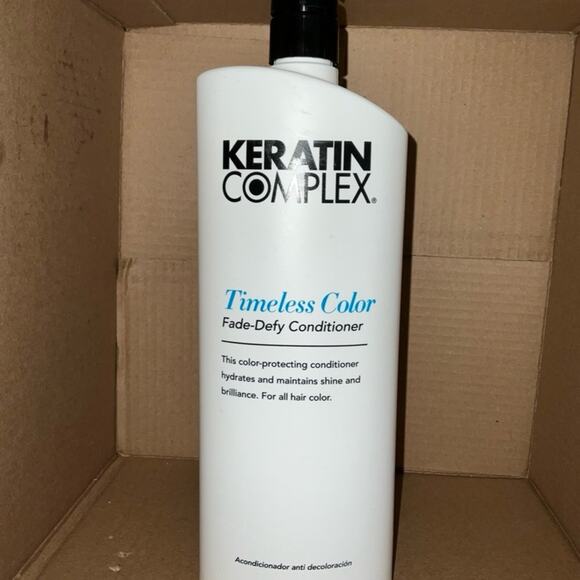 KERATIN
COMPLEX®
Timeless Color
Fade-Defy Conditioner
This color-protecting conditioner
hydrates and maintains shine and
brilliance. For all hair color.
Acondicionador anti decoloración